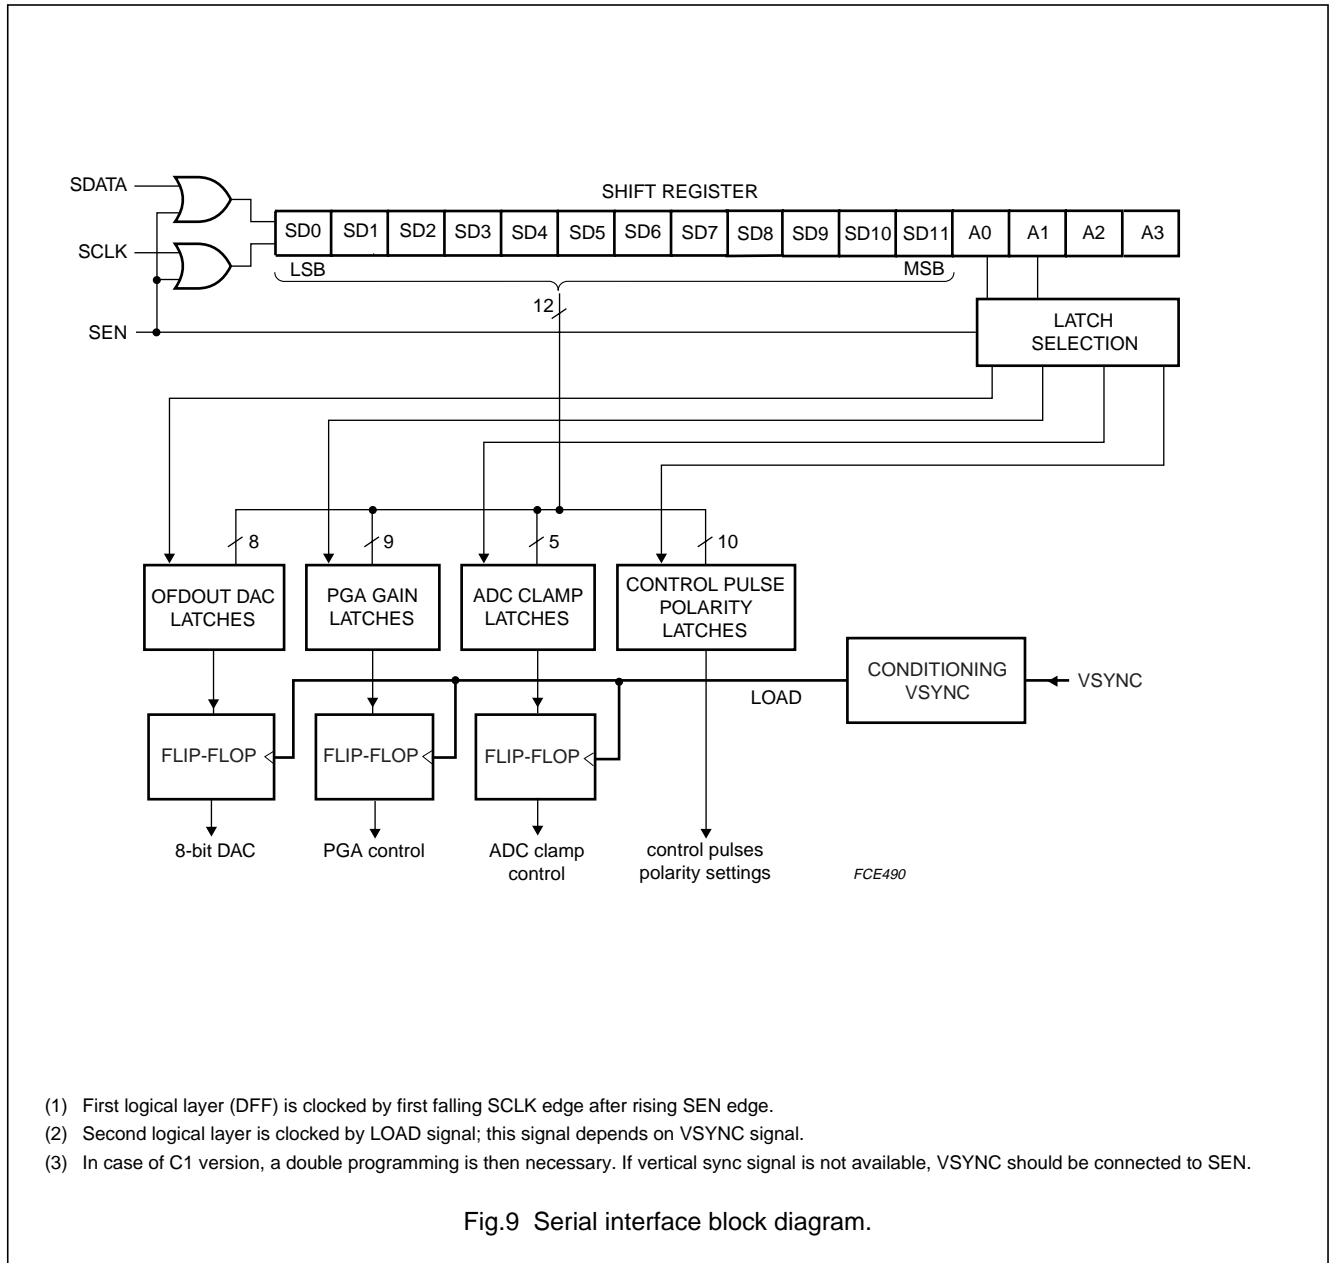 SDATA
SHIFT REGISTER
SD0 SD1 SD2 SD3 SD4 SD5 SD6 SD7 SD8 SD9 SD10 SD11 A0 A1 A2 A3
SCLK
LSB MSB
12
SEN
LATCH
SELECTION
8 9 5 10
OFDOUT DAC
LATCHES
PGA GAIN
LATCHES
ADC CLAMP
LATCHES
CONTROL PULSE
POLARITY
LATCHES
CONDITIONING
VSYNC
VSYNC
LOAD
FLIP-FLOP FLIP-FLOP FLIP-FLOP
8-bit DAC
PGA control
ADC clamp
control
control pulses
polarity settings
FCE490
(1) First logical layer (DFF) is clocked by first falling SCLK edge after rising SEN edge.
(2) Second logical layer is clocked by LOAD signal; this signal depends on VSYNC signal.
(3) In case of C1 version, a double programming is then necessary. If vertical sync signal is not available, VSYNC should be connected to SEN.
Fig.9 Serial interface block diagram.